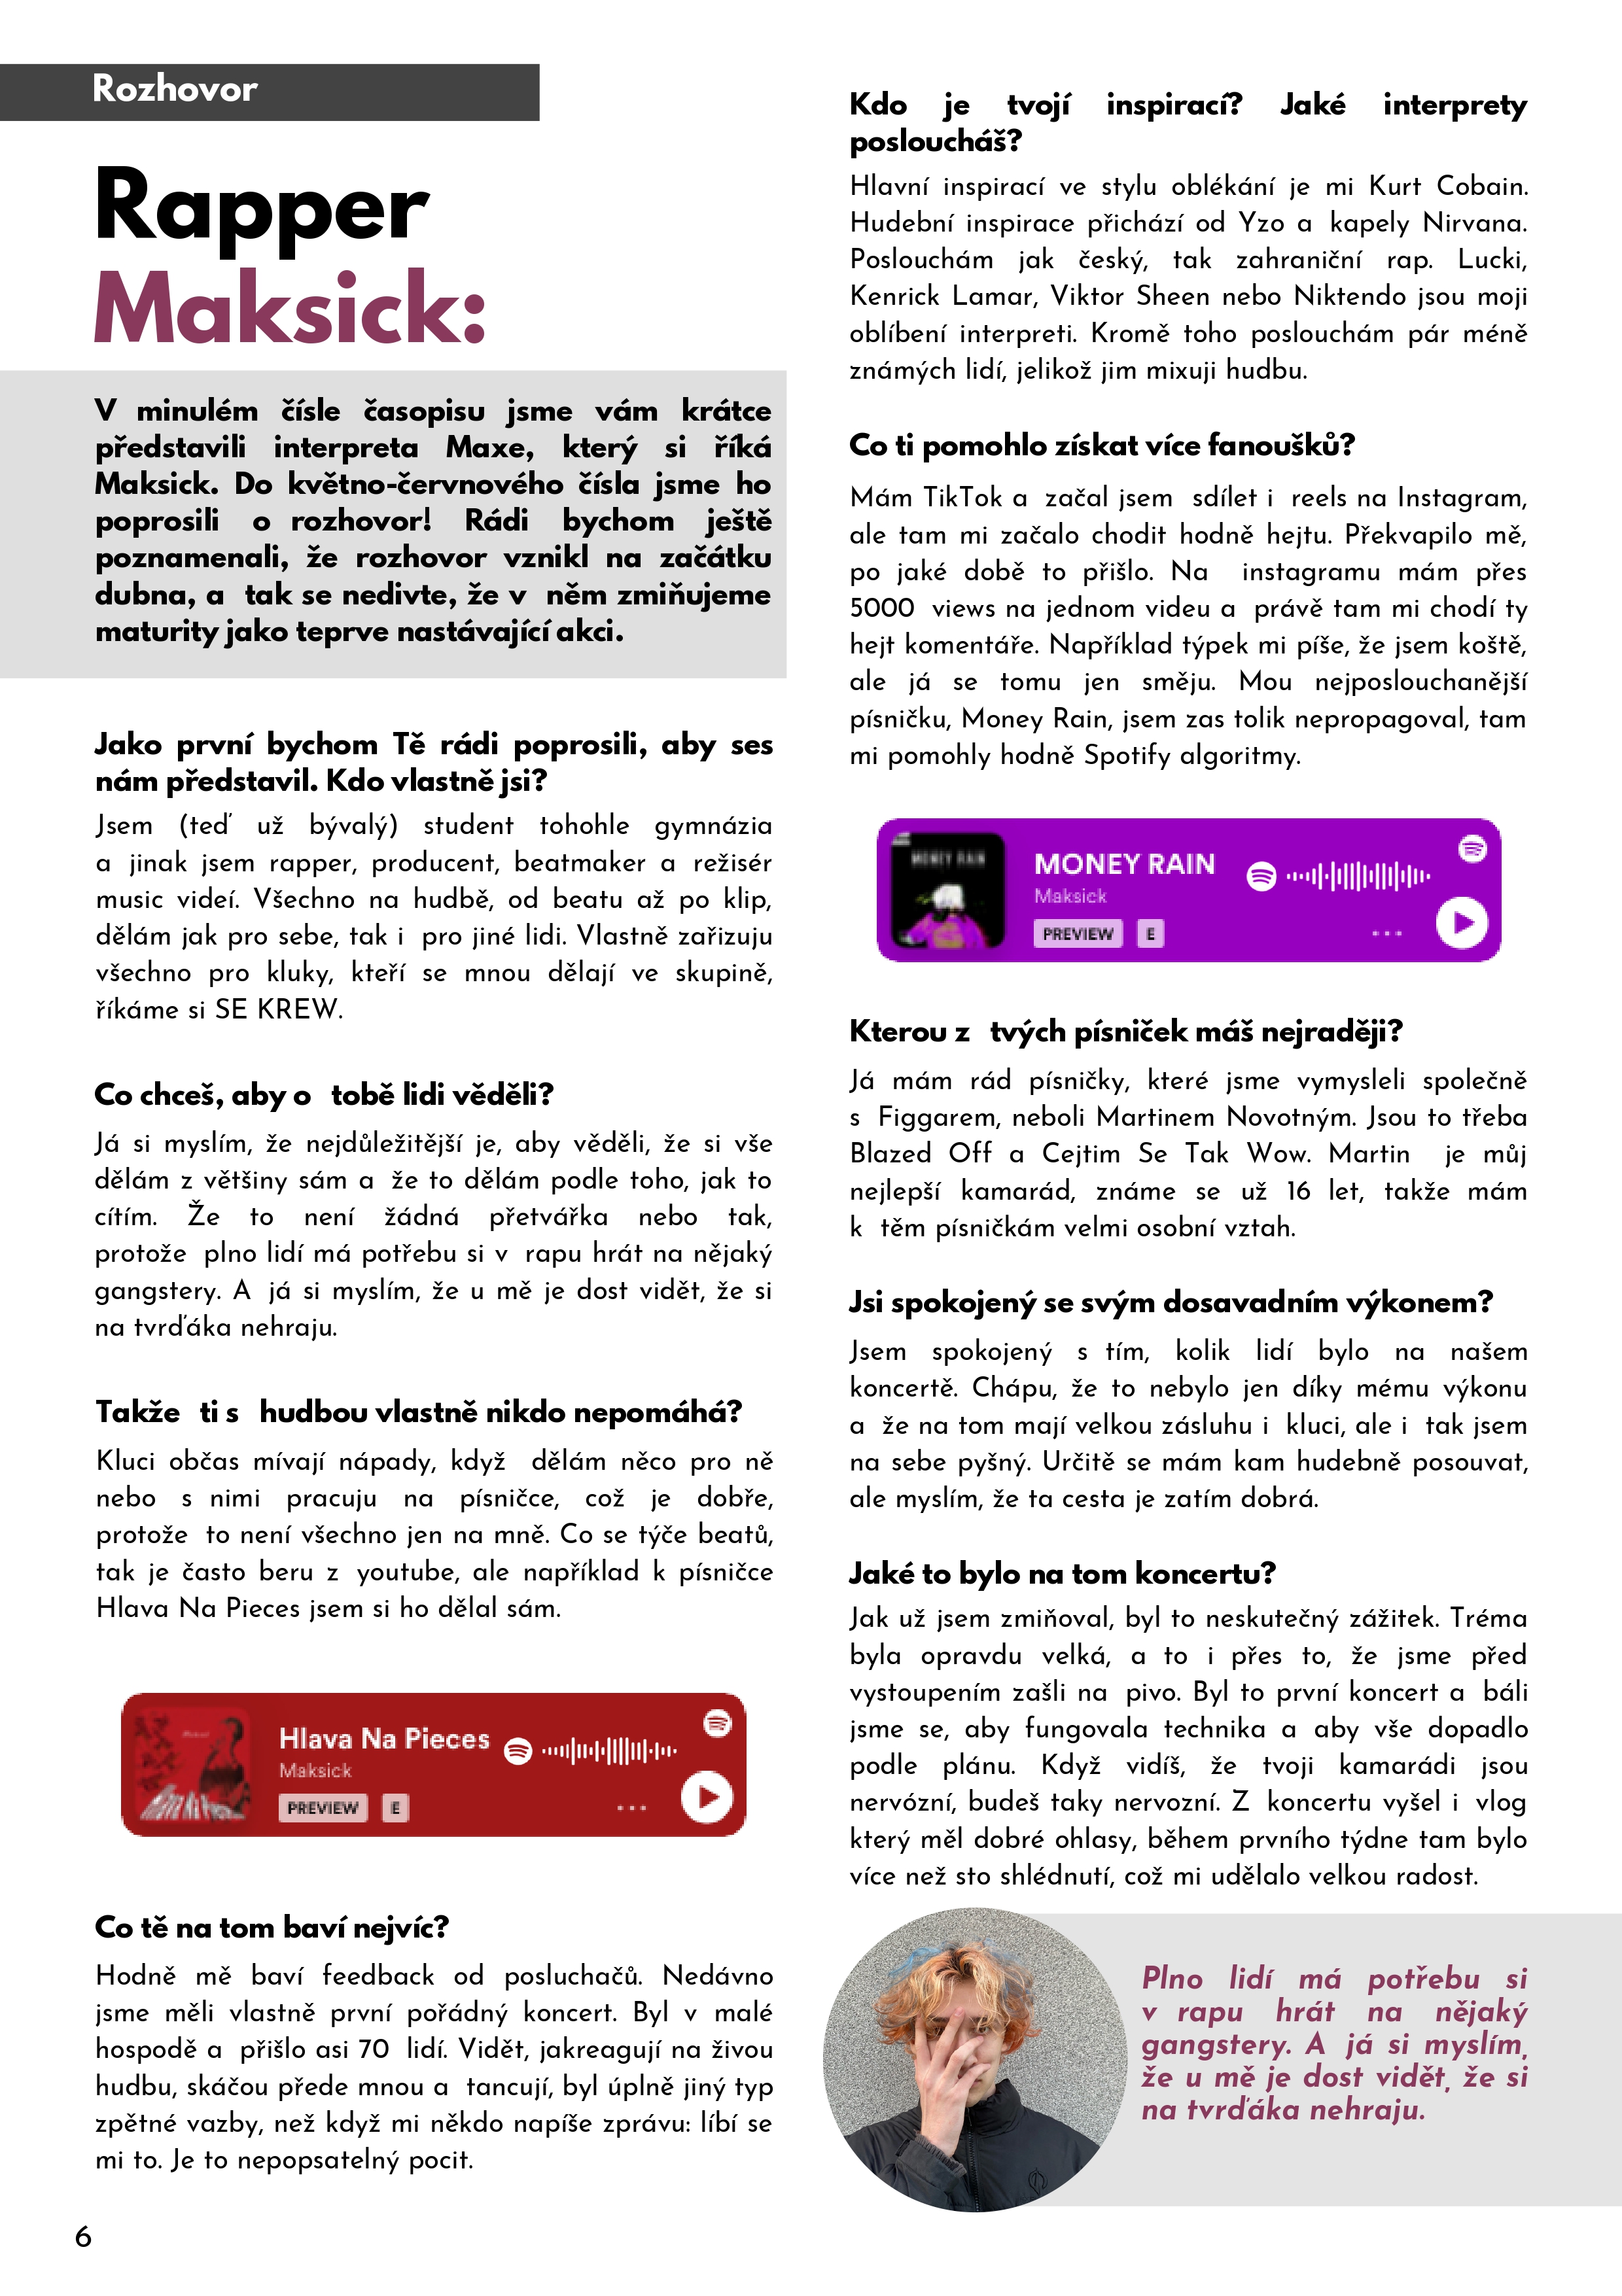 Rozhovor
Rapper
Maksick:
V minulém čísle časopisu jsme vám krátce
představili interpreta Maxe, který si říká
Maksick. Do květno-červnového čísla jsme ho
poprosili o rozhovor! Rádi bychom ještě
poznamenali, že rozhovor vznikl na začátku
dubna, a tak se nedivte, že v něm zmiňujeme
maturity jako teprve nastávající akci.
Jako první bychom Tě rádi poprosili, aby ses
nám představil. Kdo vlastně jsi?
Jsem (teď už bývalý) student tohohle gymnázia
a jinak jsem rapper, producent, beatmaker a režisér
music videí. Všechno na hudbě, od beatu až po klip,
dělám jak pro sebe, tak i pro jiné lidi. Vlastně zařizuju
všechno pro kluky, kteří se mnou dělají ve skupině,
říkáme si SE KREW.
Co chceš, aby o tobě lidi věděli?
Já si myslím, že nejdůležitější je, aby věděli, že si vše
dělám z většiny sám a že to dělám podle toho, jak to
cítím. Že to není žádná přetvářka nebo tak,
protože plno lidí má potřebu si v rapu hrát na nějaký
gangstery. A já si myslím, že u mě je dost vidět, že si
na tvrďáka nehraju.
Takže ti s hudbou vlastně nikdo nepomáhá?
Kluci občas mívají nápady, když dělám něco pro ně
nebo s nimi pracuju na písničce, což je dobře,
protože to není všechno jen na mně. Co se týče beatů,
tak je často beru z youtube, ale například k písničce
Hlava Na Pieces jsem si ho dělal sám.
Hlava Na Pieces
Maksick
PREVIEW E
Co tě na tom baví nejvíc?
Hodně mě baví feedback od posluchačů. Nedávno
jsme měli vlastně první pořádný koncert. Byl v malé
hospodě a přišlo asi 70 lidí. Vidět, jakreagují na živou
hudbu, skáčou přede mnou a tancují, byl úplně jiný typ
zpětné vazby, než když mi někdo napíše zprávu: líbí se
mi to. Je to nepopsatelný pocit.
6
Kdo je tvojí inspirací? Jaké interprety
posloucháš?
Hlavní inspirací ve stylu oblékání je mi Kurt Cobain.
Hudební inspirace přichází od Yzo a kapely Nirvana.
Poslouchám jak český, tak zahraniční rap. Lucki,
Kenrick Lamar, Viktor Sheen nebo Niktendo jsou moji
oblíbení interpreti. Kromě toho poslouchám pár méně
známých lidí, jelikož jim mixuji hudbu.
Co ti pomohlo získat více fanoušků?
Mám TikTok a začal jsem sdílet i reels na Instagram,
ale tam mi začalo chodit hodně hejtu. Překvapilo mě,
po jaké době to přišlo. Na instagramu mám přes
5000 views na jednom videu a právě tam mi chodí ty
hejt komentáře. Například týpek mi píše, že jsem koště,
ale já se tomu jen směju. Mou nejposlouchanější
písničku, Money Rain, jsem zas tolik nepropagoval, tam
mi pomohly hodně Spotify algoritmy.
MONEY RAIN
MONEY RAIN
Maksick
PREVIEW E
Kterou z tvých písniček máš nejraději?
Já mám rád písničky, které jsme vymysleli společně
s Figgarem, neboli Martinem Novotným. Jsou to třeba
Blazed Off a Cejtim Se Tak Wow. Martin je můj
nejlepší kamarád, známe se už 16 let, takže mám
k těm písničkám velmi osobní vztah.
Jsi spokojený se svým dosavadním výkonem?
Jsem spokojený s tím, kolik lidí bylo na našem
koncertě. Chápu, že to nebylo jen díky mému výkonu
a že na tom mají velkou zásluhu i kluci, ale i tak jsem
na sebe pyšný. Určitě se mám kam hudebně posouvat,
ale myslím, že ta cesta je zatím dobrá.
Jaké to bylo na tom koncertu?
Jak už jsem zmiňoval, byl to neskutečný zážitek. Tréma
byla opravdu velká, a to i přes to, že jsme před
vystoupením zašli na pivo. Byl to první koncert a báli
jsme se, aby fungovala technika a aby vše dopadlo
podle plánu. Když vidíš, že tvoji kamarádi jsou
nervózní, budeš taky nervozní. Z koncertu vyšel i vlog
který měl dobré ohlasy, během prvního týdne tam bylo
více než sto shlédnutí, což mi udělalo velkou radost.
Plno lidí má potřebu si
v rapu hrát na nějaký
gangstery. A já si myslím,
že u mě je dost vidět, že si
na tvrďáka nehraju.